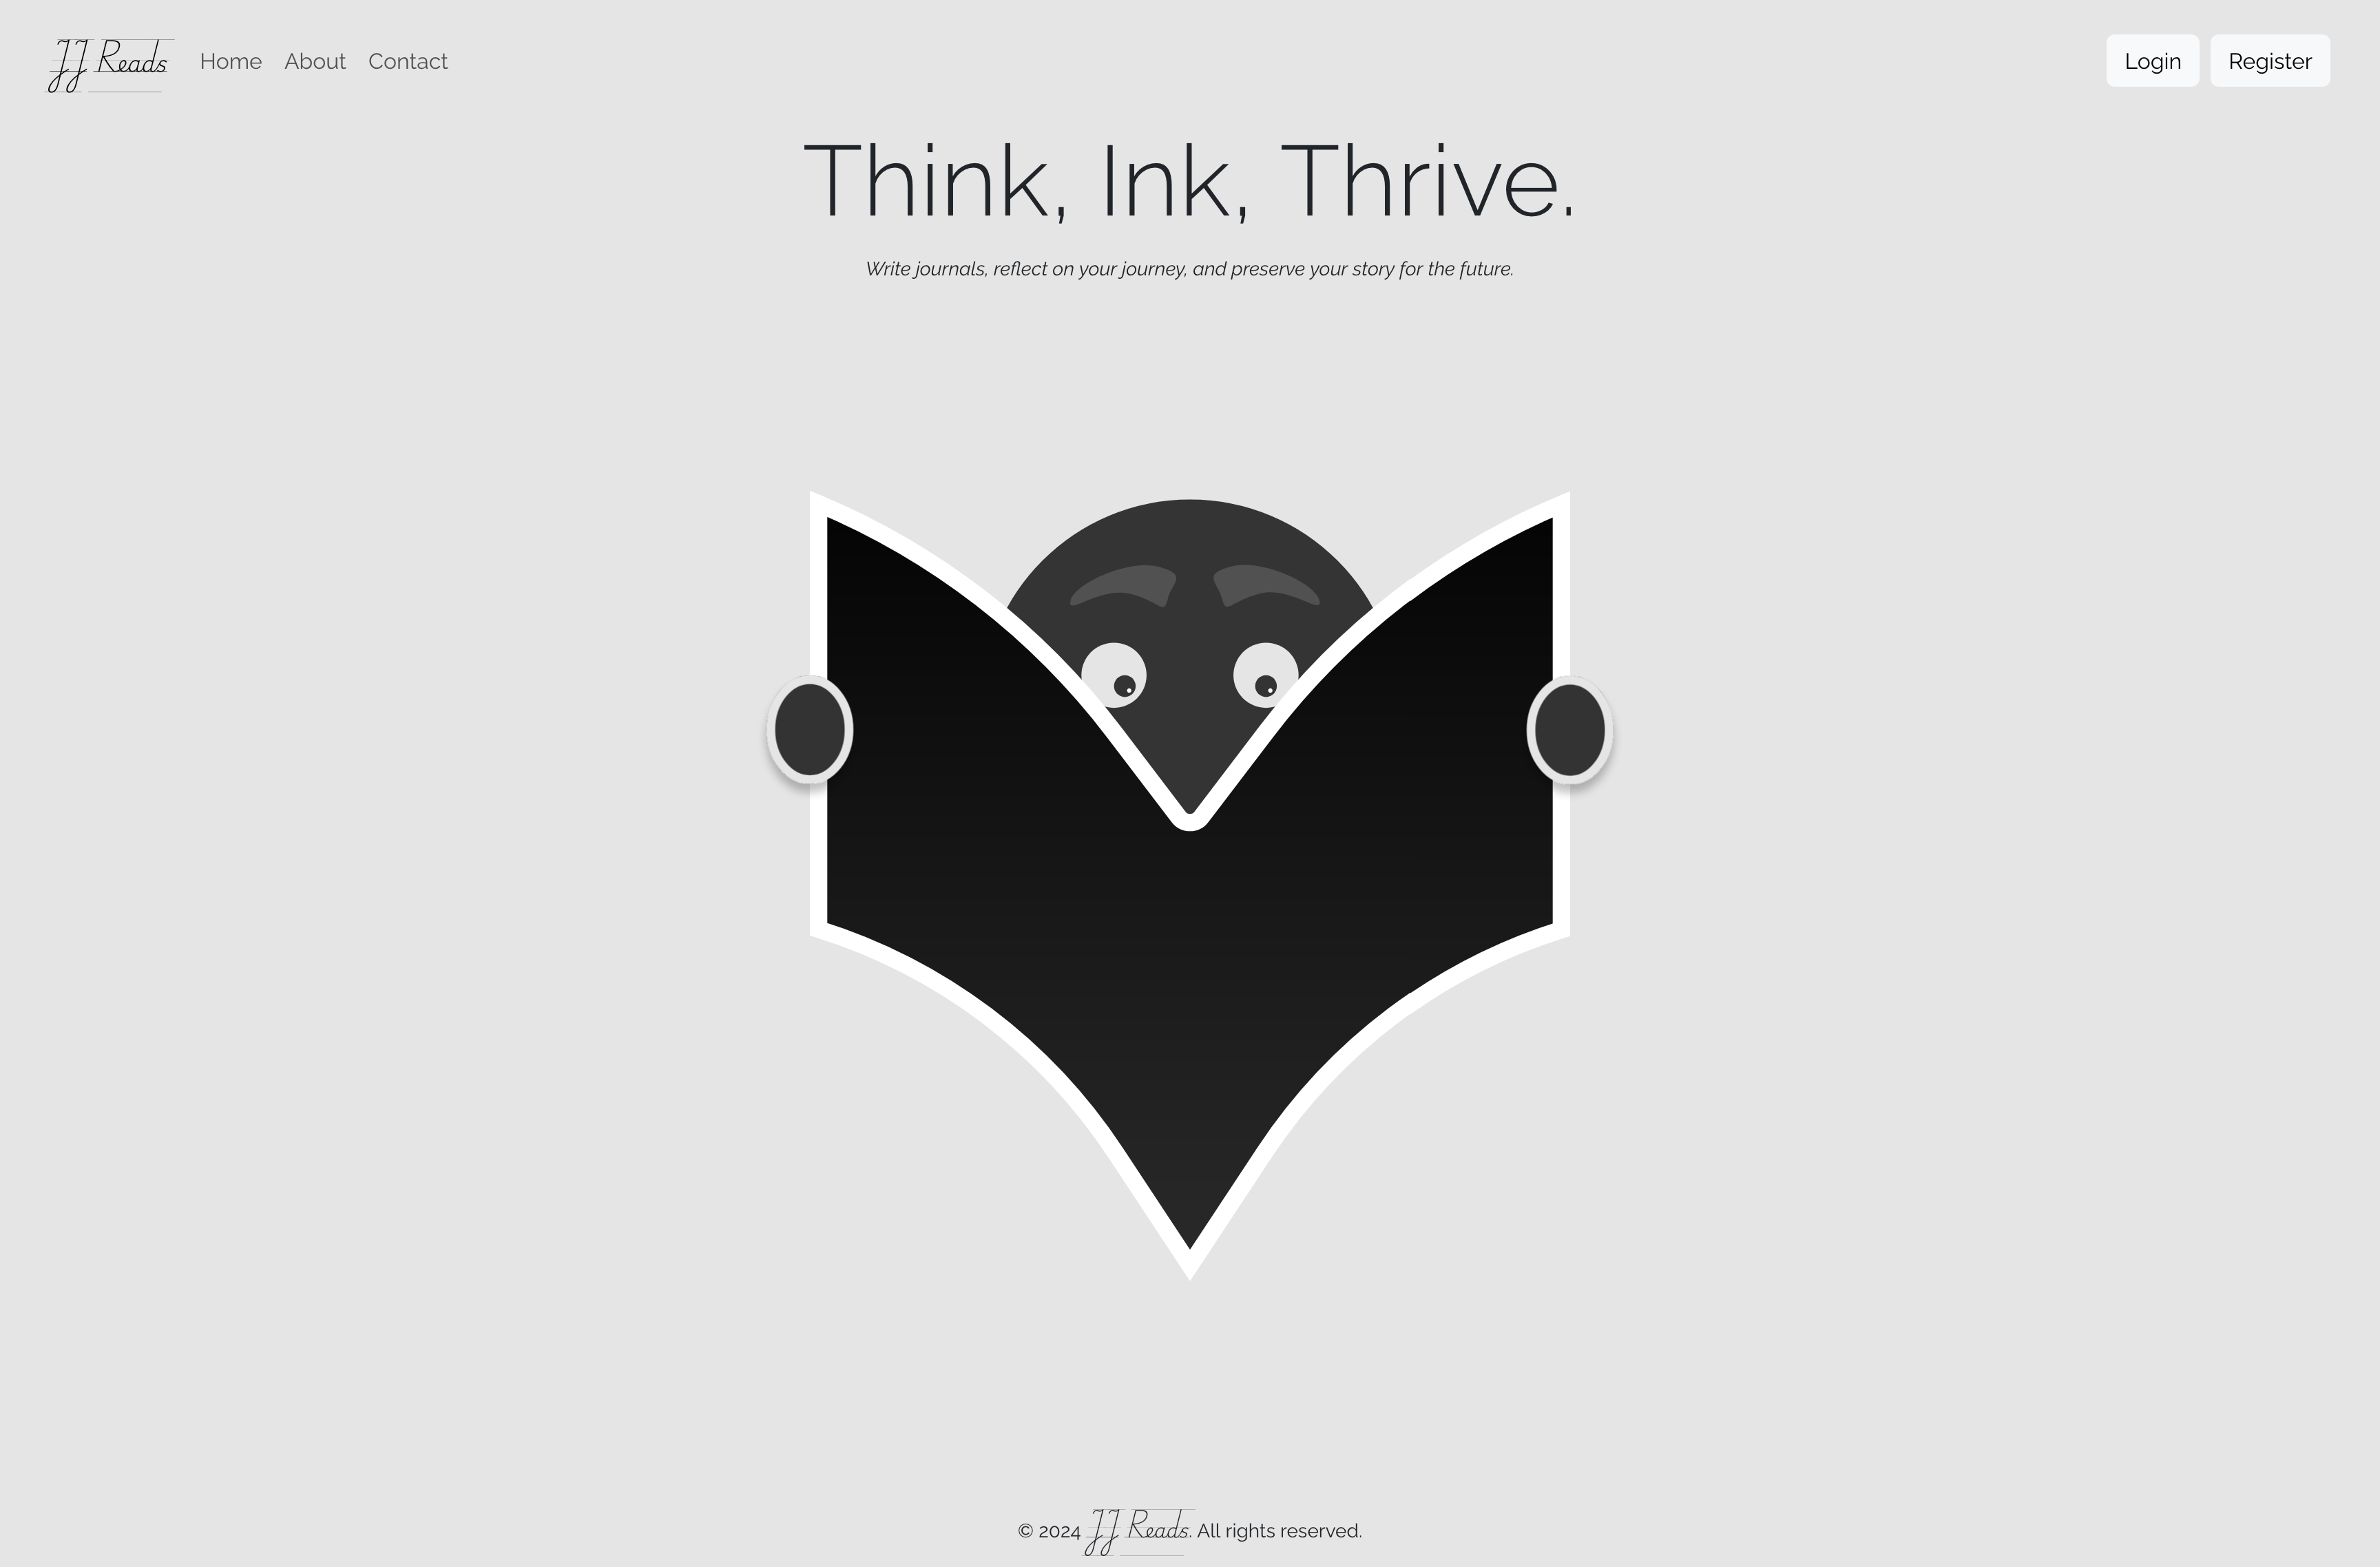 JJ Reads Home About Contact Login Register
Think, Ink, Thrive.
Write journals, reflect on your journey, and preserve your story for the future.
© 2024 JJ Reads. All rights reserved.